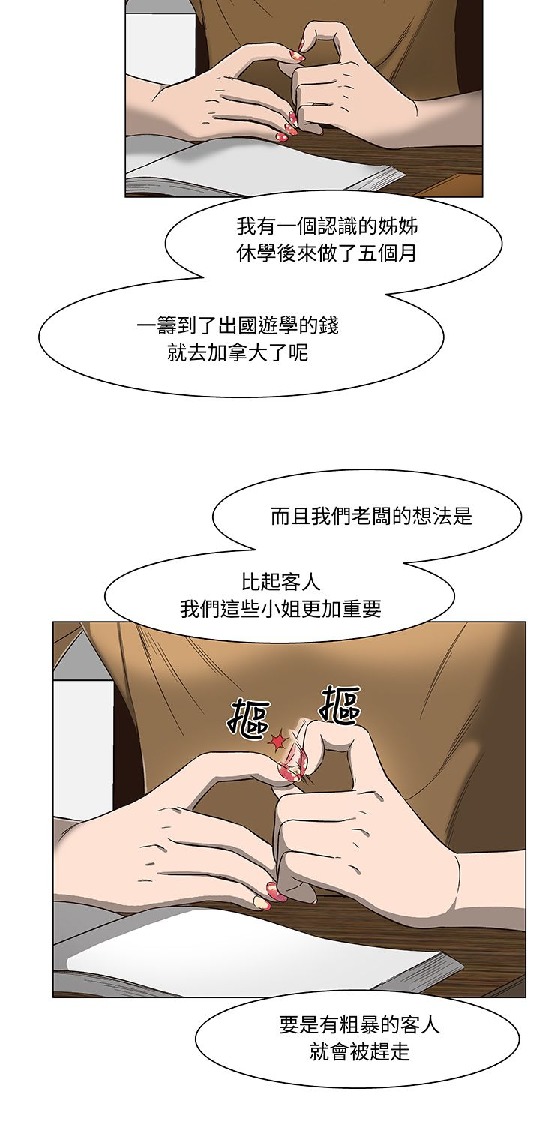 我有一個認識的姊姊
休學後來做了五個月
一籌到了出國遊學的錢
就去加拿大了呢
而且我們老闆的想法是
比起客人
我們這些小姐更加重要
摳
摳
要是有粗暴的客人
就會被趕走